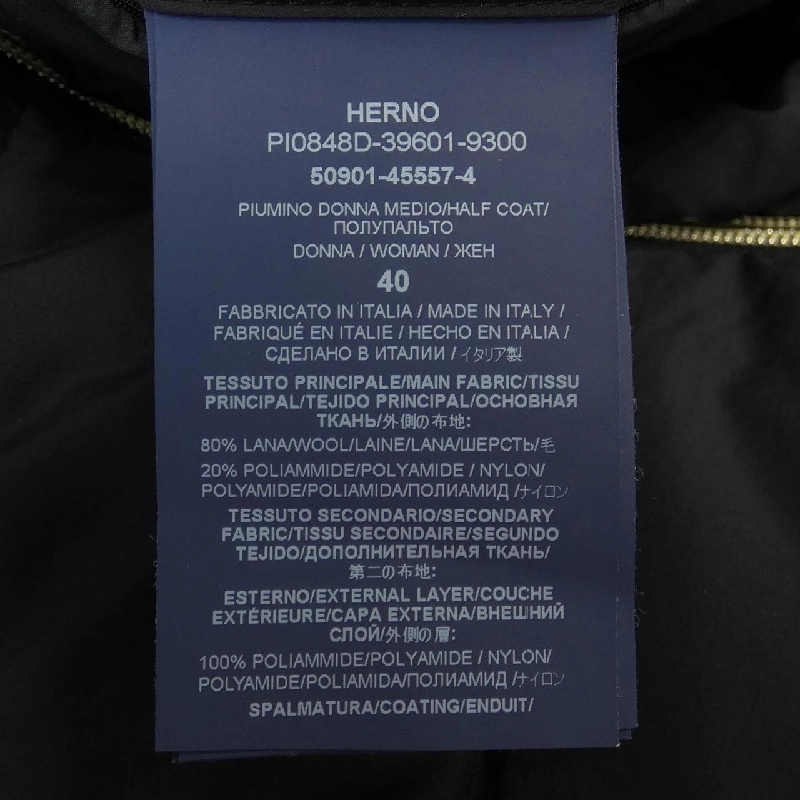 HERNO
PI0848D-39601-9300
50901-45557-4
PIUMINO DONNA MEDIO/HALF COAT/
ПОЛУПАЛЬТО
DONNA / WOMAN / ЖЕН
40
FABBRICATO IN ITALIA / MADE IN ITALY /
FABRIQUÉ EN ITALIE / HECHO EN ITALIA /
СДЕЛАНО В ИТАЛИИ / イタリア製
TESSUTO PRINCIPALE/MAIN FABRIC/TISSU
PRINCIPAL/TEJIDO PRINCIPAL/ОСНОВНАЯ
ТКАНЬ/外側の布地:
80% LANA/WOOL/LAINE/LANA/ШЕРСТЬ/毛
20% POLIAMMIDE/POLYAMIDE / NYLON/
POLYAMIDE/POLIAMIDA/ПОЛИАМИД /ナイロン
TESSUTO SECONDARIO/SECONDARY
FABRIC/TISSU SECONDAIRE/SEGUNDO
TEJIDO/ДОПОЛНИТЕЛЬНАЯ ТКАНЬ/
第二の布地:
ESTERNO/EXTERNAL LAYER/COUCHE
EXTÉRIEURE/CAPA EXTERNA/ВНЕШНИЙ
СЛОЙ/外側の層:
100% POLIAMMIDE/POLYAMIDE / NYLON/
POLYAMIDE/POLIAMIDA/ПОЛИАМИД /ナイロン
SPALMATURA/COATING/ENDUIT/